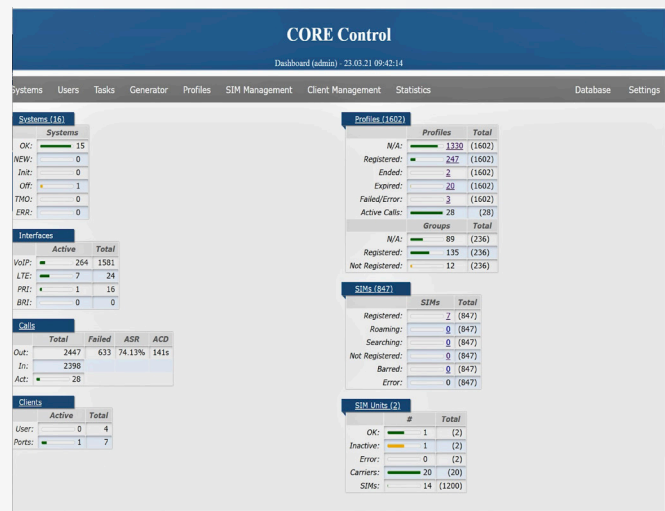 CORE Control
Dashboard (admin) - 23.03.21 09:42:14
Systems Users Tasks Generator Profiles SIM Management Client Management Statistics Database Settings
Systems (16)
Systems
OK: 15
NEW: 0
Init: 0
Off: 1
TMO: 0
ERR: 0
Interfaces
Active Total
VoIP: 264 1581
LTE: 7 24
PRI: 1 16
BRI: 0 0
Calls
Total Failed ASR ACD
Out: 2447 633 74.13% 141s
In: 2398
Act: 28
Clients
Active Total
User: 0 4
Ports: 1 7
Profiles (1602)
Profiles Total
N/A: 1330 (1602)
Registered: 247 (1602)
Ended: 2 (1602)
Expired: 20 (1602)
Failed/Error: 3 (1602)
Active Calls: 28 (28)
Groups Total
N/A: 89 (236)
Registered: 135 (236)
Not Registered: 12 (236)
SIMs (847)
SIMs Total
Registered: 7 (847)
Roaming: 0 (847)
Searching: 0 (847)
Not Registered: 0 (847)
Barred: 0 (847)
Error: 0 (847)
SIM Units (2)
# Total
OK: 1 (2)
Inactive: 1 (2)
Error: 0 (2)
Carriers: 20 (20)
SIMs: 14 (1200)